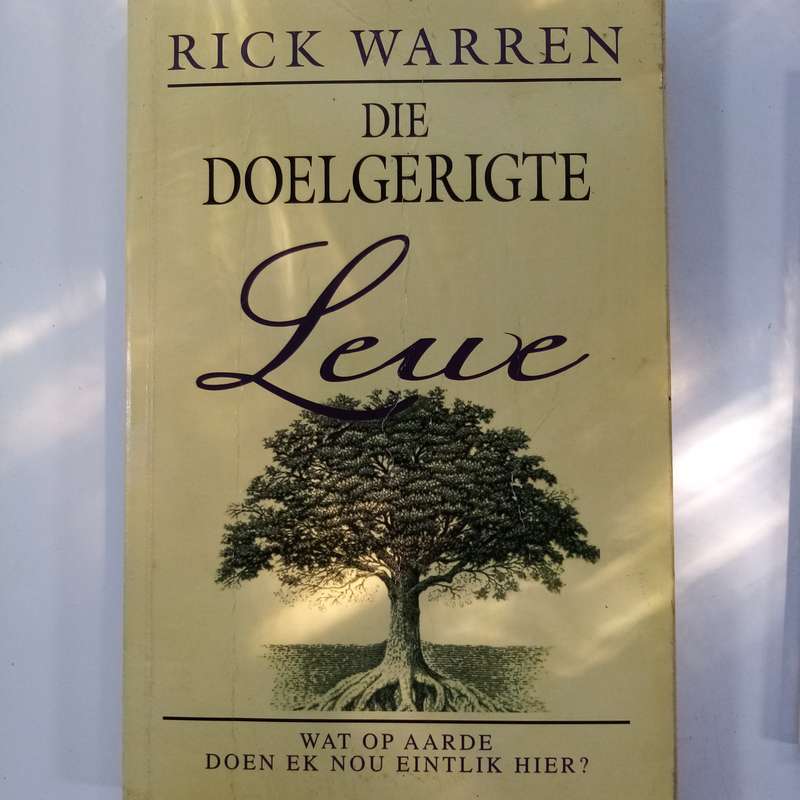 RICK WARREN
DIE
DOELGERIGTE
Lewe
WAT OP AARDE
DOEN EK NOU EINTLIK HIER?